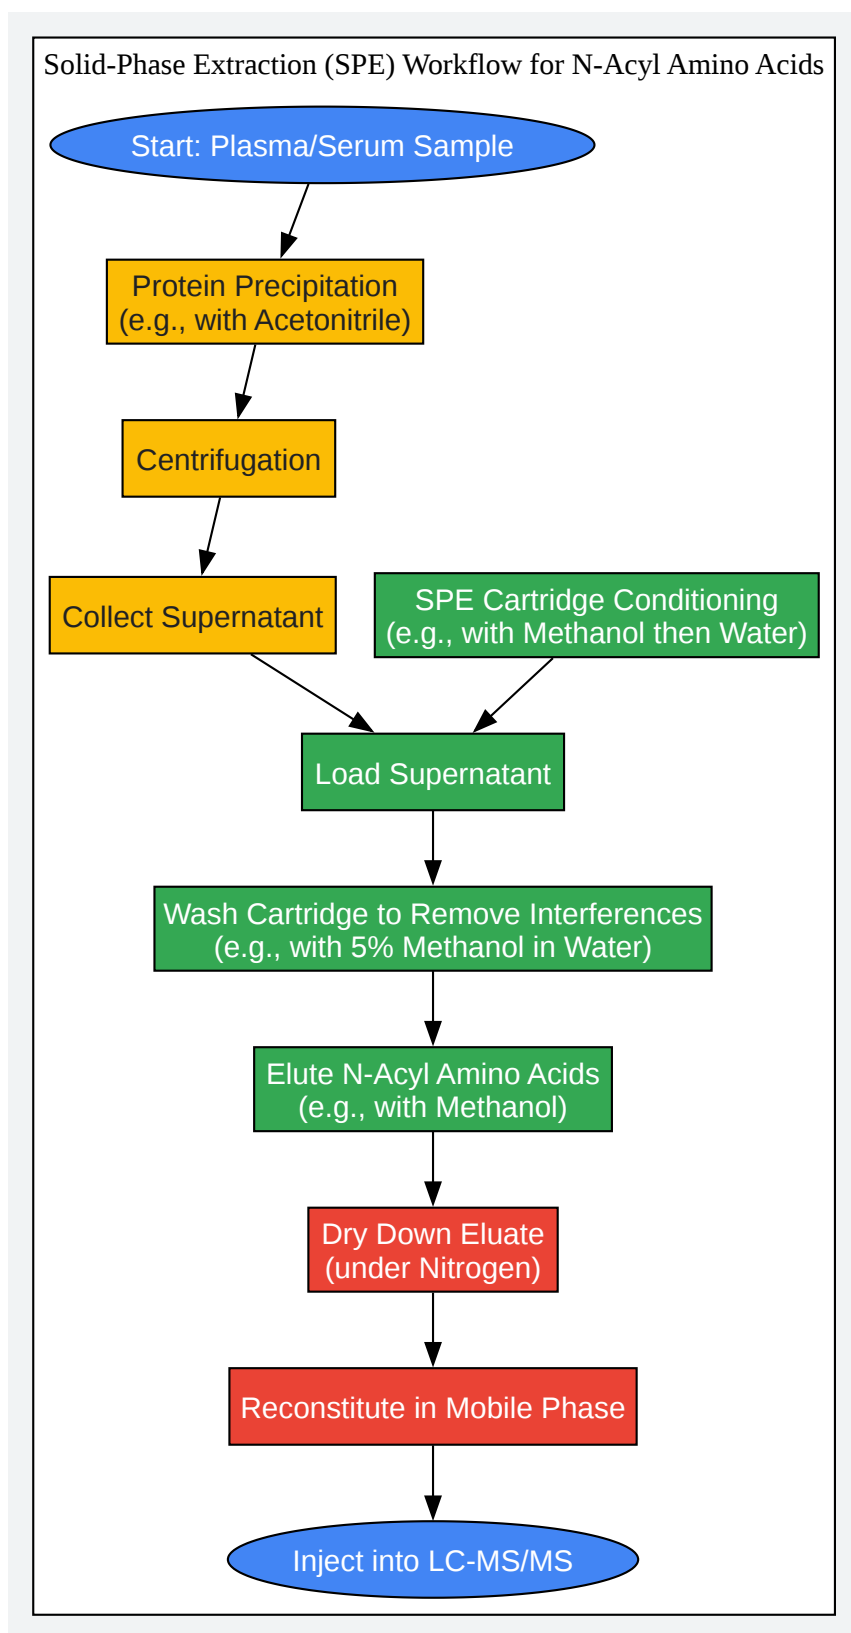 Solid-Phase Extraction (SPE) Workflow for N-Acyl Amino Acids
Start: Plasma/Serum Sample
Protein Precipitation
(e.g., with Acetonitrile)
Centrifugation
Collect Supernatant
SPE Cartridge Conditioning
(e.g., with Methanol then Water)
Load Supernatant
Wash Cartridge to Remove Interferences
(e.g., with 5% Methanol in Water)
Elute N-Acyl Amino Acids
(e.g., with Methanol)
Dry Down Eluate
(under Nitrogen)
Reconstitute in Mobile Phase
Inject into LC-MS/MS